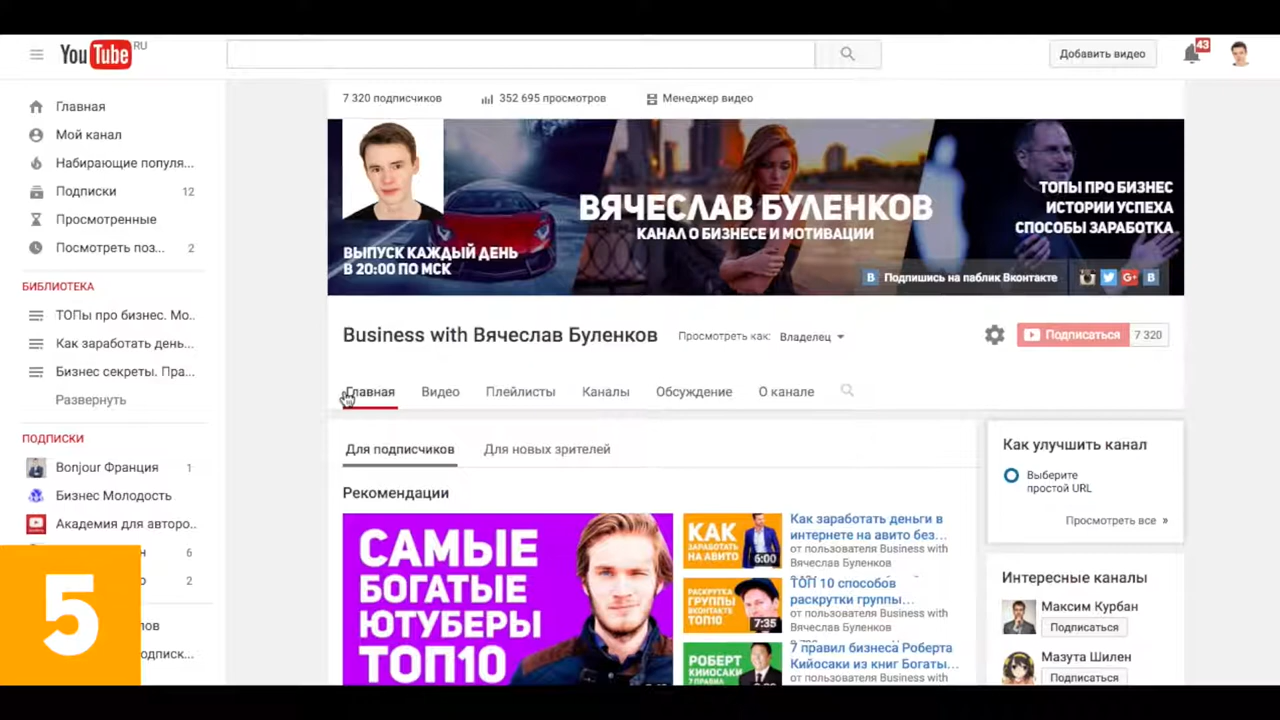 YouTube RU
Добавить видео
43
Главная
Мой канал
Набирающие популя...
Подписки 12
Просмотренные
Посмотреть поз... 2
БИБЛИОТЕКА
ТОПы про бизнес. Мо..
Как заработать день...
Бизнес секреты. Пра...
Развернуть
ПОДПИСКИ
Bonjour Франция 1
Бизнес Молодость
Академия для авторо...
6
2
5
7 320 подписчиков
352 695 просмотров
Менеджер видео
ВЯЧЕСЛАВ БУЛЕНКОВ
КАНАЛ О БИЗНЕСЕ И МОТИВАЦИИ
ВЫПУСК КАЖДЫЙ ДЕНЬ
В 20:00 ПО МСК
ТОПЫ ПРО БИЗНЕС
ИСТОРИИ УСПЕХА
СПОСОБЫ ЗАРАБОТКА
В Подпишись на паблик Вконтакте
Business with Вячеслав Буленков
Просмотреть как: Владелец
Подписаться 7 320
Главная
Видео
Плейлисты
Каналы
Обсуждение
О канале
Для подписчиков
Для новых зрителей
Рекомендации
САМЫЕ
БОГАТЫЕ
ЮТУБЕРЫ
ТОП10
КАК
ЗАРАБОТАТЬ
НА АВИТО
6:00
Как заработать деньги в
интернете на авито без...
от пользователя Business with
Вячеслав Буленков
РАСКРУТКА
ГРУППЫ
ВКОНТАКТЕ
ТОП10
7:35
ТОП 10 способов
раскрутки группы...
от пользователя Business with
Вячеслав Буленков
РОБЕРТ
КИЙОСАКИ
7 ПРАВИЛ
7 правил бизнеса Роберта
Кийосаки из книг Богаты...
от пользователя Business with
Как улучшить канал
Выберите
простой URL
Просмотреть все »
Интересные каналы
Максим Курбан
Подписаться
Мазута Шилен
Подписаться